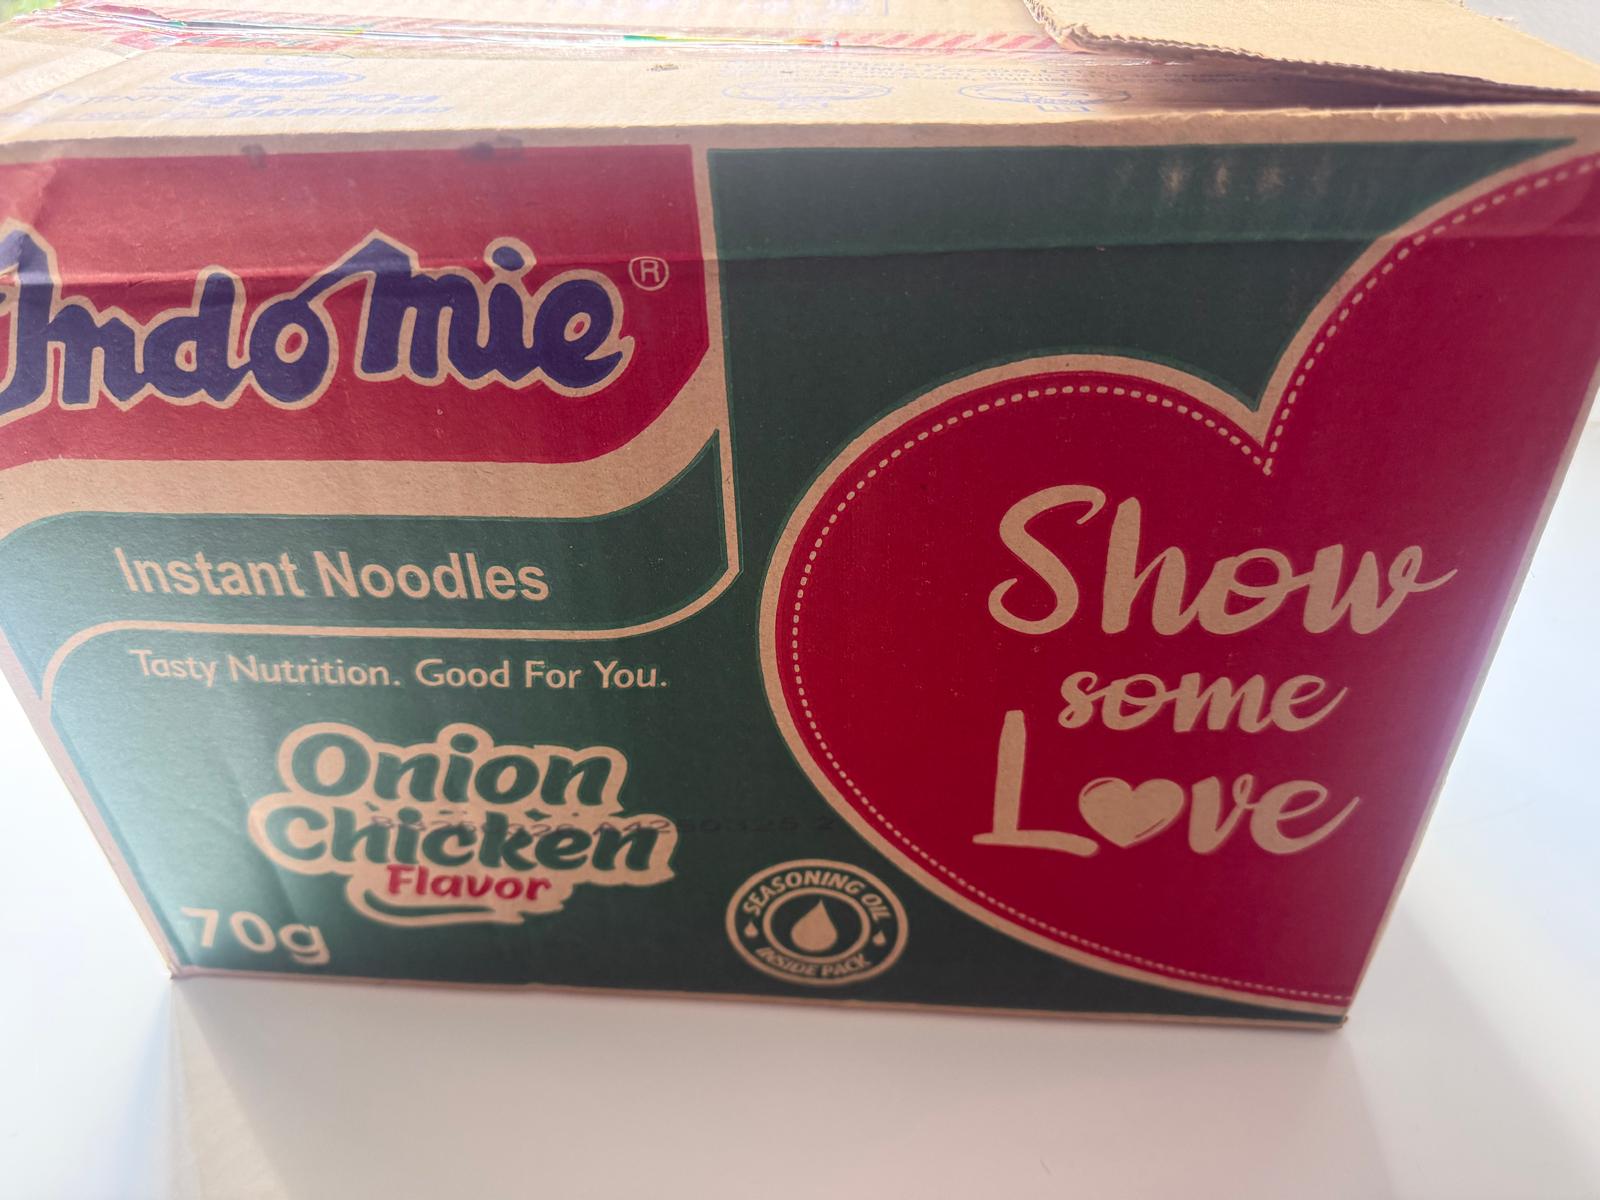 Indomie ®
Instant Noodles
Tasty Nutrition. Good For You.
Onion
Chicken
Flavor
70g
SEASONING OIL
INSIDE PACK
Show
some
Love